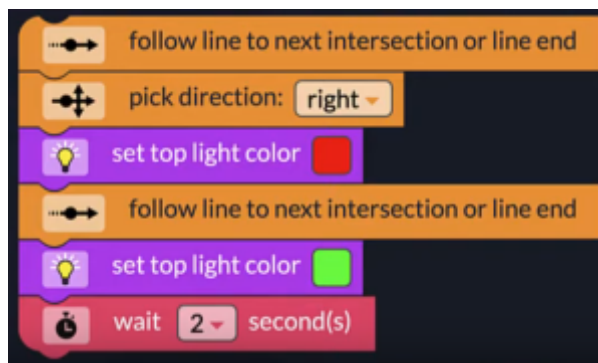 follow line to next intersection or line end
pick direction: right
set top light color
follow line to next intersection or line end
set top light color
wait 2 second(s)